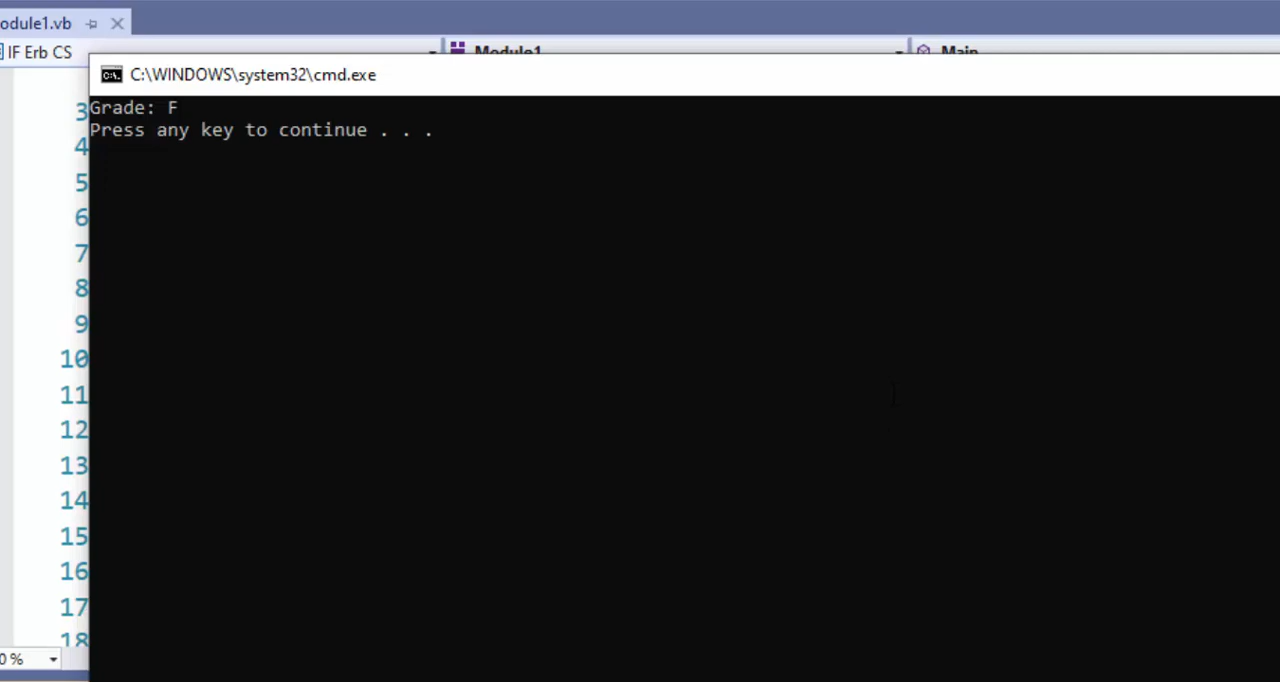 odule1.vb
IF Erb CS
Module1
Main
C:\WINDOWS\system32\cmd.exe
Grade: F
Press any key to continue . . .
3
4
5
6
7
8
9
10
11
12
13
14
15
16
17
18
0 %